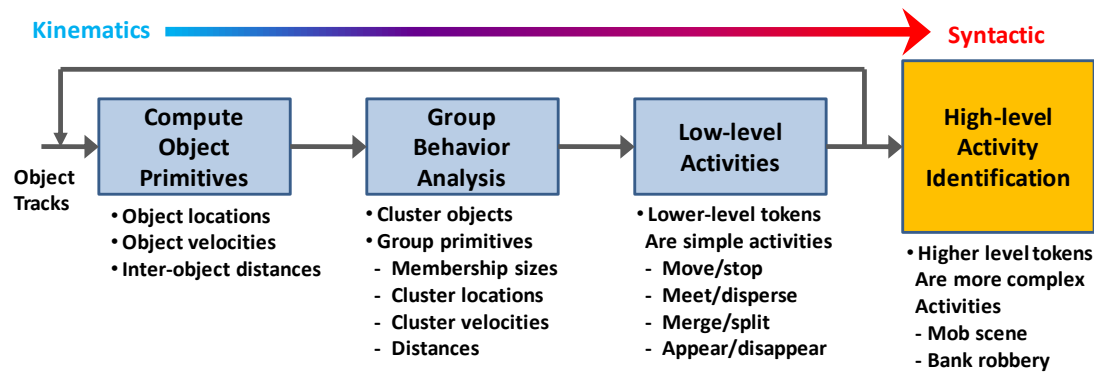 Kinematics
Syntactic
Compute
Object
Primitives
Group
Behavior
Analysis
Low-level
Activities
High-level
Activity
Identification
Object
Tracks
• Object locations
• Object velocities
• Inter-object distances
• Cluster objects
• Group primitives
- Membership sizes
- Cluster locations
- Cluster velocities
- Distances
• Lower-level tokens
Are simple activities
- Move/stop
- Meet/disperse
- Merge/split
- Appear/disappear
• Higher level tokens
Are more complex
Activities
- Mob scene
- Bank robbery